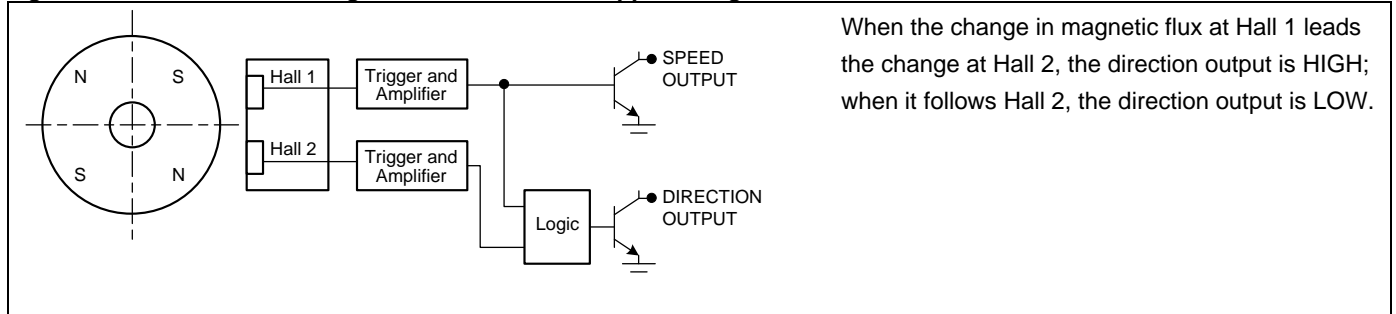 When the change in magnetic flux at Hall 1 leads
the change at Hall 2, the direction output is HIGH;
when it follows Hall 2, the direction output is LOW.
N
S
S
N
Hall 1
Hall 2
Trigger and
Amplifier
Trigger and
Amplifier
Logic
SPEED
OUTPUT
DIRECTION
OUTPUT